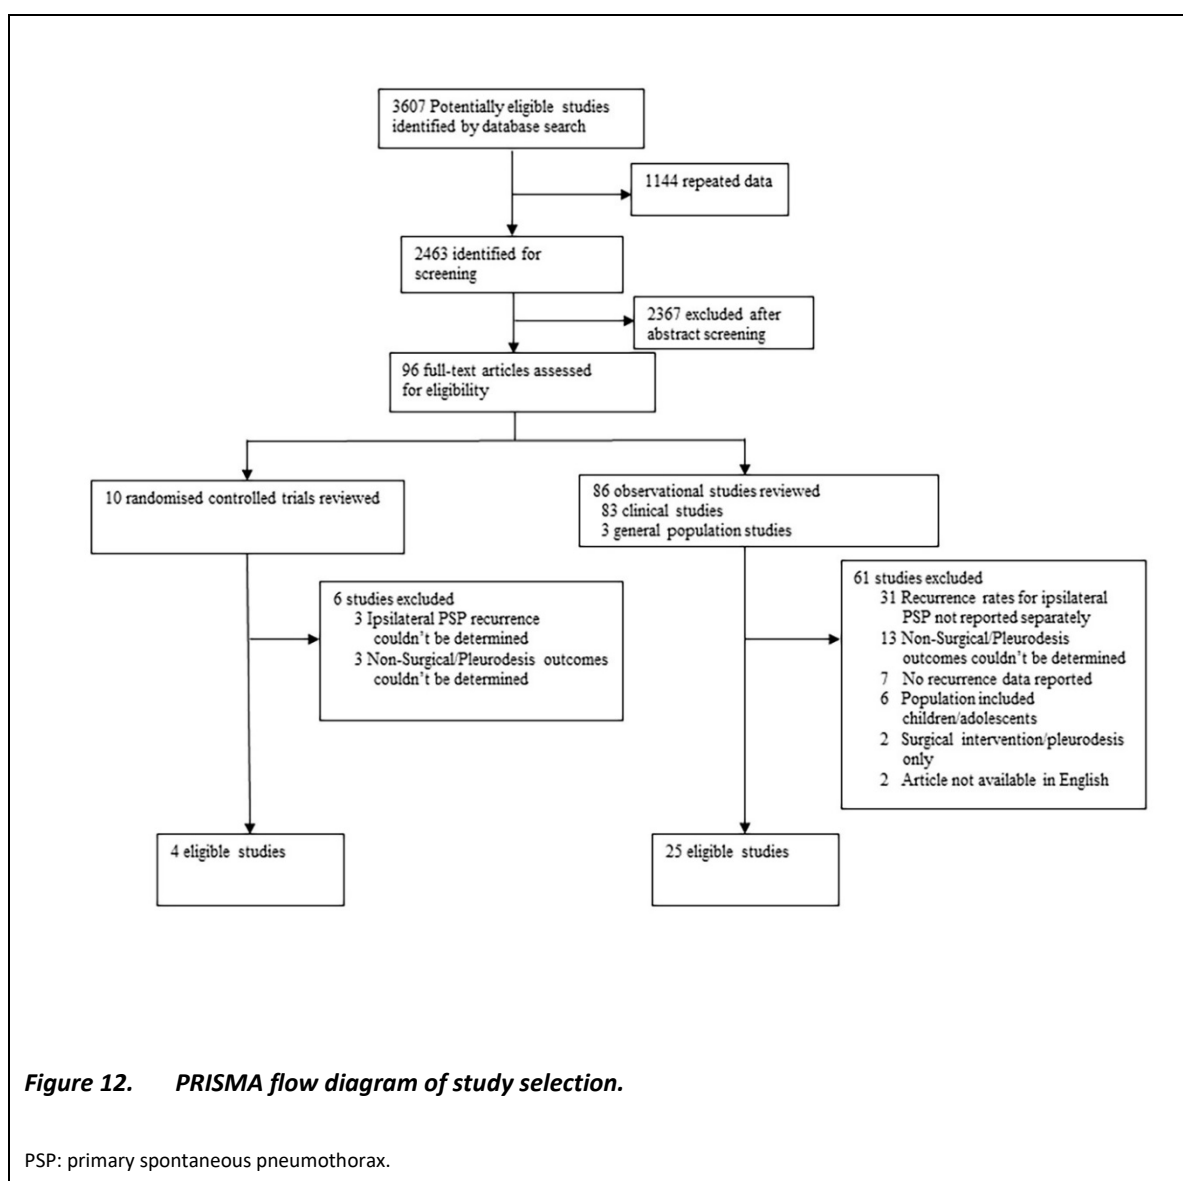 3607 Potentially eligible studies
identified by database search
1144 repeated data
2463 identified for
screening
2367 excluded after
abstract screening
96 full-text articles assessed
for eligibility
10 randomised controlled trials reviewed
86 observational studies reviewed
83 clinical studies
3 general population studies
6 studies excluded
3 Ipsilateral PSP recurrence
couldn't be determined
3 Non-Surgical/Pleurodesis outcomes
couldn't be determined
61 studies excluded
31 Recurrence rates for ipsilateral
PSP not reported separately
13 Non-Surgical/Pleurodesis
outcomes couldn't be determined
7 No recurrence data reported
6 Population included
children/adolescents
2 Surgical intervention/pleurodesis
only
2 Article not available in English
4 eligible studies
25 eligible studies
Figure 12. PRISMA flow diagram of study selection.
PSP: primary spontaneous pneumothorax.